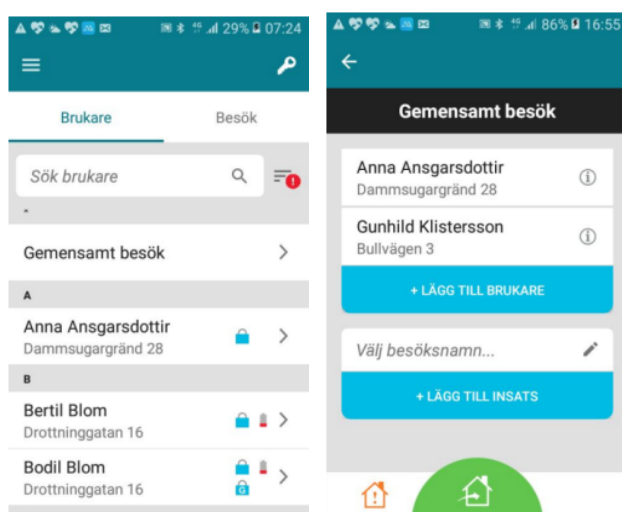 29% 07:24
Brukare Besök
Sök brukare
-
Gemensamt besök
A
Anna Ansgarsdottir
Dammsugargränd 28
B
Bertil Blom
Drottninggatan 16
Bodil Blom
Drottninggatan 16
G
86% 16:55
Gemensamt besök
Anna Ansgarsdottir
Dammsugargränd 28
Gunhild Klistersson
Bullvägen 3
+ LÄGG TILL BRUKARE
Välj besöksnamn...
+ LÄGG TILL INSATS